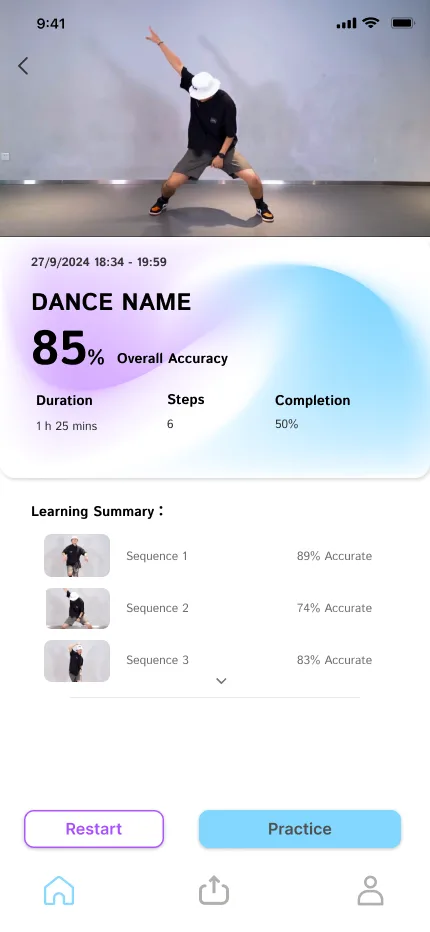 9:41
27/9/2024 18:34 - 19:59
DANCE NAME
85% Overall Accuracy
Duration Steps Completion
1 h 25 mins 6 50%
Learning Summary：
Sequence 1 89% Accurate
Sequence 2 74% Accurate
Sequence 3 83% Accurate
Restart Practice